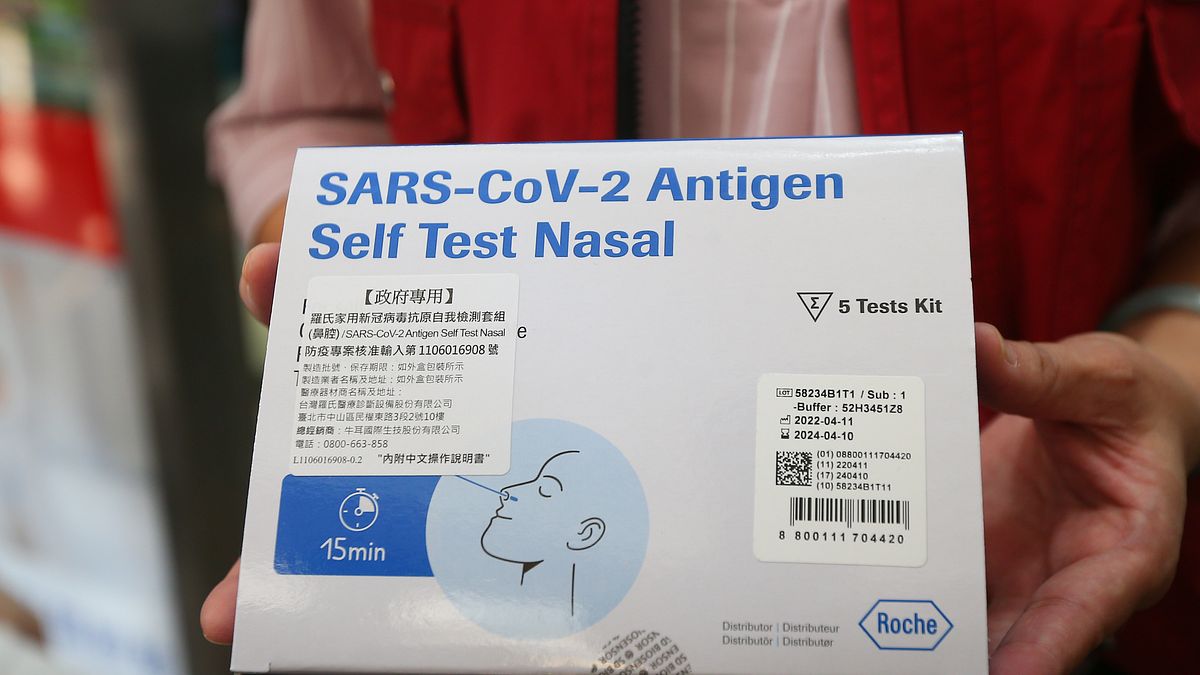 SARS-CoV-2 Antigen
Self Test Nasal
【政府專用】
羅氏家用新冠病毒抗原自我檢測套組
(鼻腔)/SARS-CoV-2 Antigen Self Test Nasal
防疫專案核准輸入第 1106016908 號
製造批號、保存期限：如外盒包裝所示
製造業者名稱及地址：如外盒包裝所示
醫療器材商名稱及地址：
台灣羅氏醫療診斷設備股份有限公司
臺北市中山區民權東路3段2號10樓
總經銷商：牛耳國際生技股份有限公司
電話：0800-663-858
L1106016908-0.2 "內附中文操作說明書"
Σ 5 Tests Kit
LOT 58234B1T1 / Sub : 1
-Buffer : 52H3451Z8
2022-04-11
2024-04-10
(01) 08800111704420
(11) 220411
(17) 240410
(10) 58234B1T11
8 800111 704420
15min
Distributor | Distributeur
Distributör | Distributør
Roche
SD BIOSENSOR